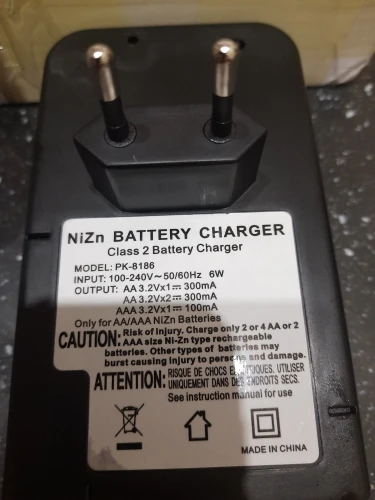 NiZn BATTERY CHARGER
Class 2 Battery Charger
MODEL: PK-8186
INPUT: 100-240V~50/60Hz 6W
OUTPUT: AA 3.2Vx1⎓300mA
AA 3.2Vx2⎓300mA
AAA 3.2Vx1⎓100mA
Only for AA/AAA NiZn Batteries
CAUTION: Risk of injury. Charge only 2 or 4 AA or 2
AAA size Ni-Zn type rechargeable
batteries. Other types of batteries may
burst causing injury to persons and damage.
ATTENTION: RISQUE DE CHOCS ELECTRIQUES. UTILISER
UNIQUEMENT DANS DES ENDROITS SECS.
See instruction manual for use
MADE IN CHINA